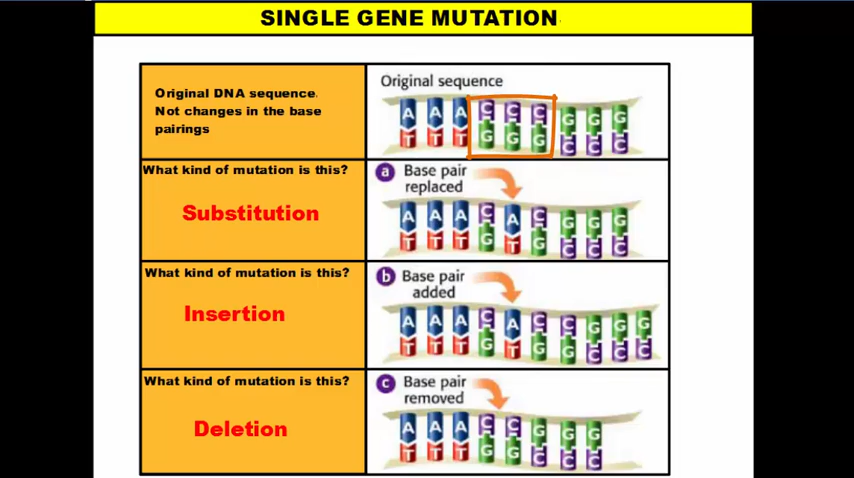 SINGLE GENE MUTATION
Original DNA sequence.
Not changes in the base
pairings
Original sequence
A A A C C C G G G
T T T G G G C C C
What kind of mutation is this?
Substitution
a Base pair
replaced
A A A C A C G G G
T T T G T G C C C
What kind of mutation is this?
Insertion
b Base pair
added
A A A C A C C G G G
T T T G T G G C C C
What kind of mutation is this?
Deletion
c Base pair
removed
A A A C C G G G
T T T G G C C C